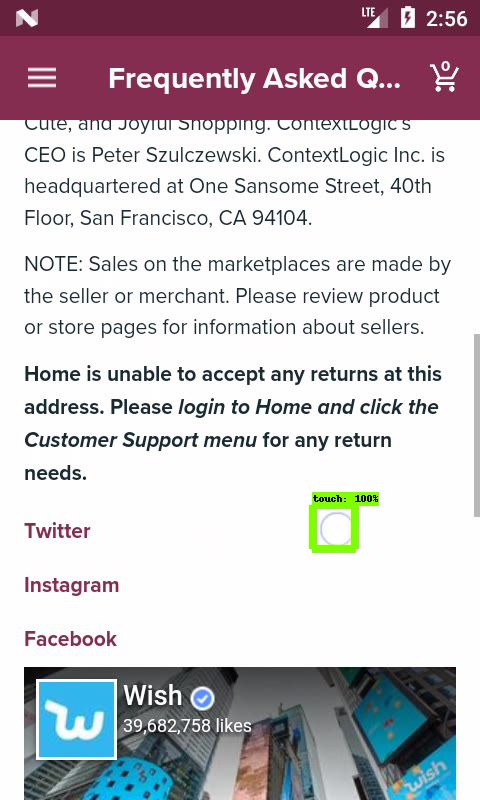 LTE 2:56
Frequently Asked Q... 0
Cute, and Joyful Shopping. ContextLogic's
CEO is Peter Szulczewski. ContextLogic Inc. is
headquartered at One Sansome Street, 40th
Floor, San Francisco, CA 94104.
NOTE: Sales on the marketplaces are made by
the seller or merchant. Please review product
or store pages for information about sellers.
Home is unable to accept any returns at this
address. Please login to Home and click the
Customer Support menu for any return
needs.
touch: 100%
Twitter
Instagram
Facebook
Wish
39,682,758 likes
w
wish